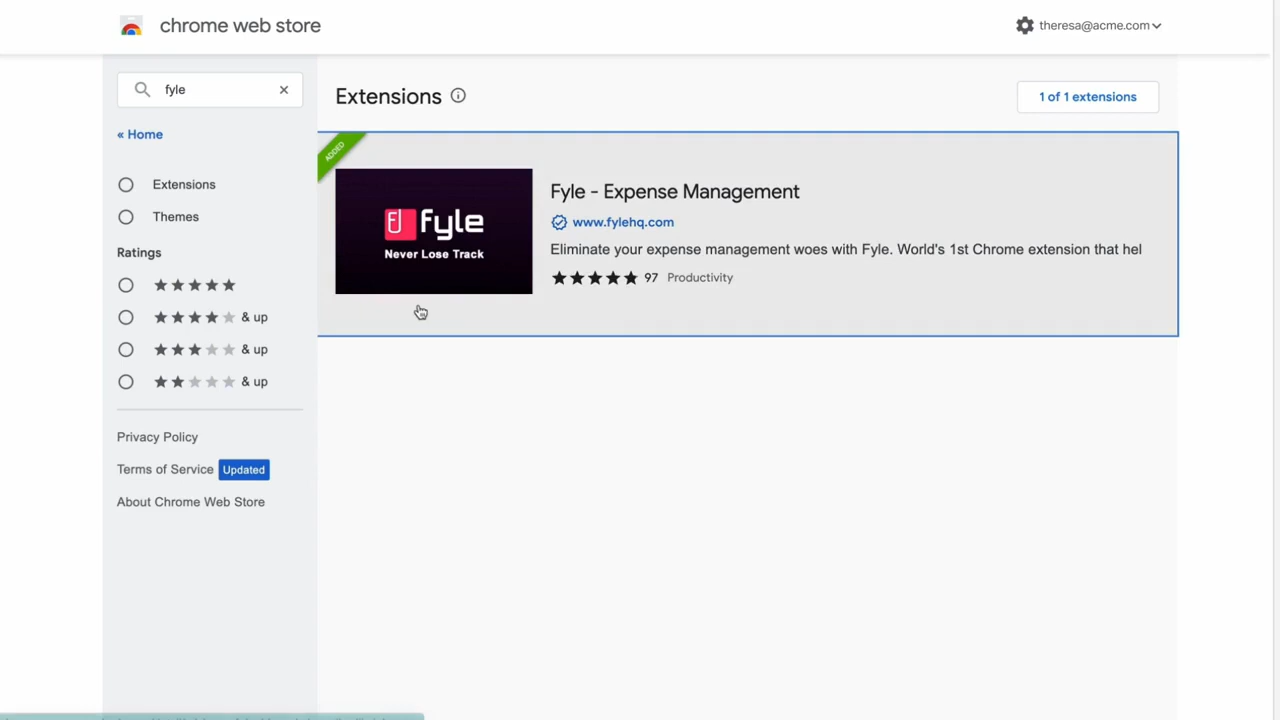 chrome web store
theresa@acme.com
fyle
« Home
Extensions
Themes
Ratings
& up
& up
& up
Privacy Policy
Terms of Service Updated
About Chrome Web Store
Extensions
1 of 1 extensions
ADDED
fyle
Never Lose Track
Fyle - Expense Management
www.fylehq.com
Eliminate your expense management woes with Fyle. World's 1st Chrome extension that hel
97 Productivity